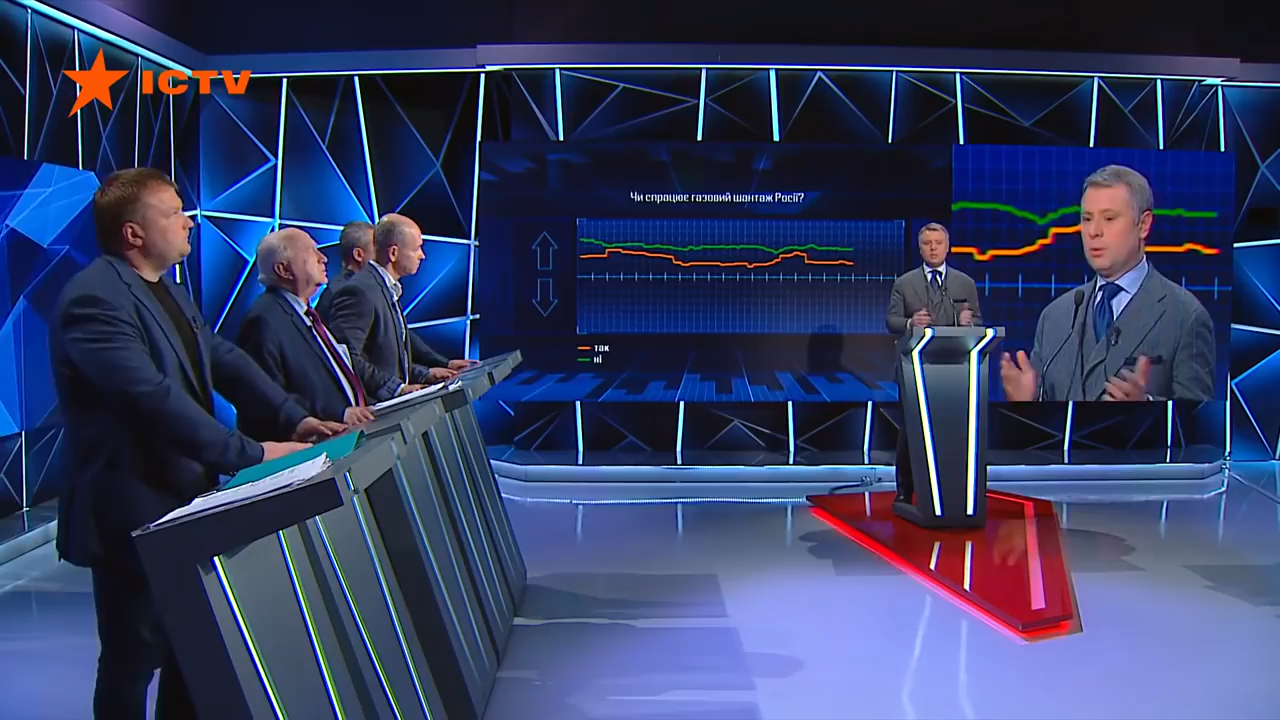 ICTV
Чи спрацює газовий шантаж Росії?
так
ні